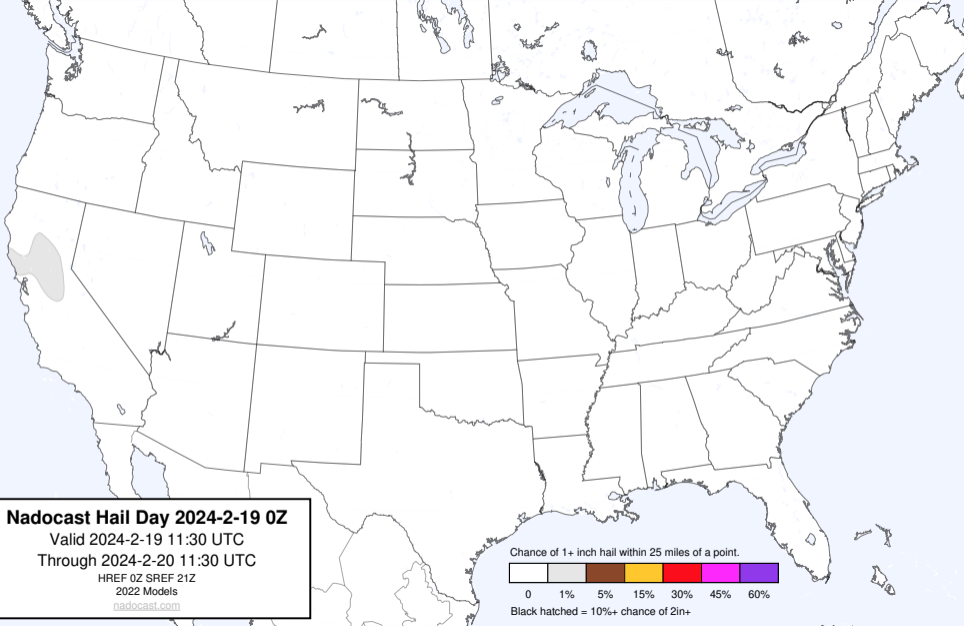 Nadocast Hail Day 2024-2-19 0Z
Valid 2024-2-19 11:30 UTC
Through 2024-2-20 11:30 UTC
HREF 0Z SREF 21Z
2022 Models
nadocast.com
Chance of 1+ inch hail within 25 miles of a point.
0 1% 5% 15% 30% 45% 60%
Black hatched = 10%+ chance of 2in+